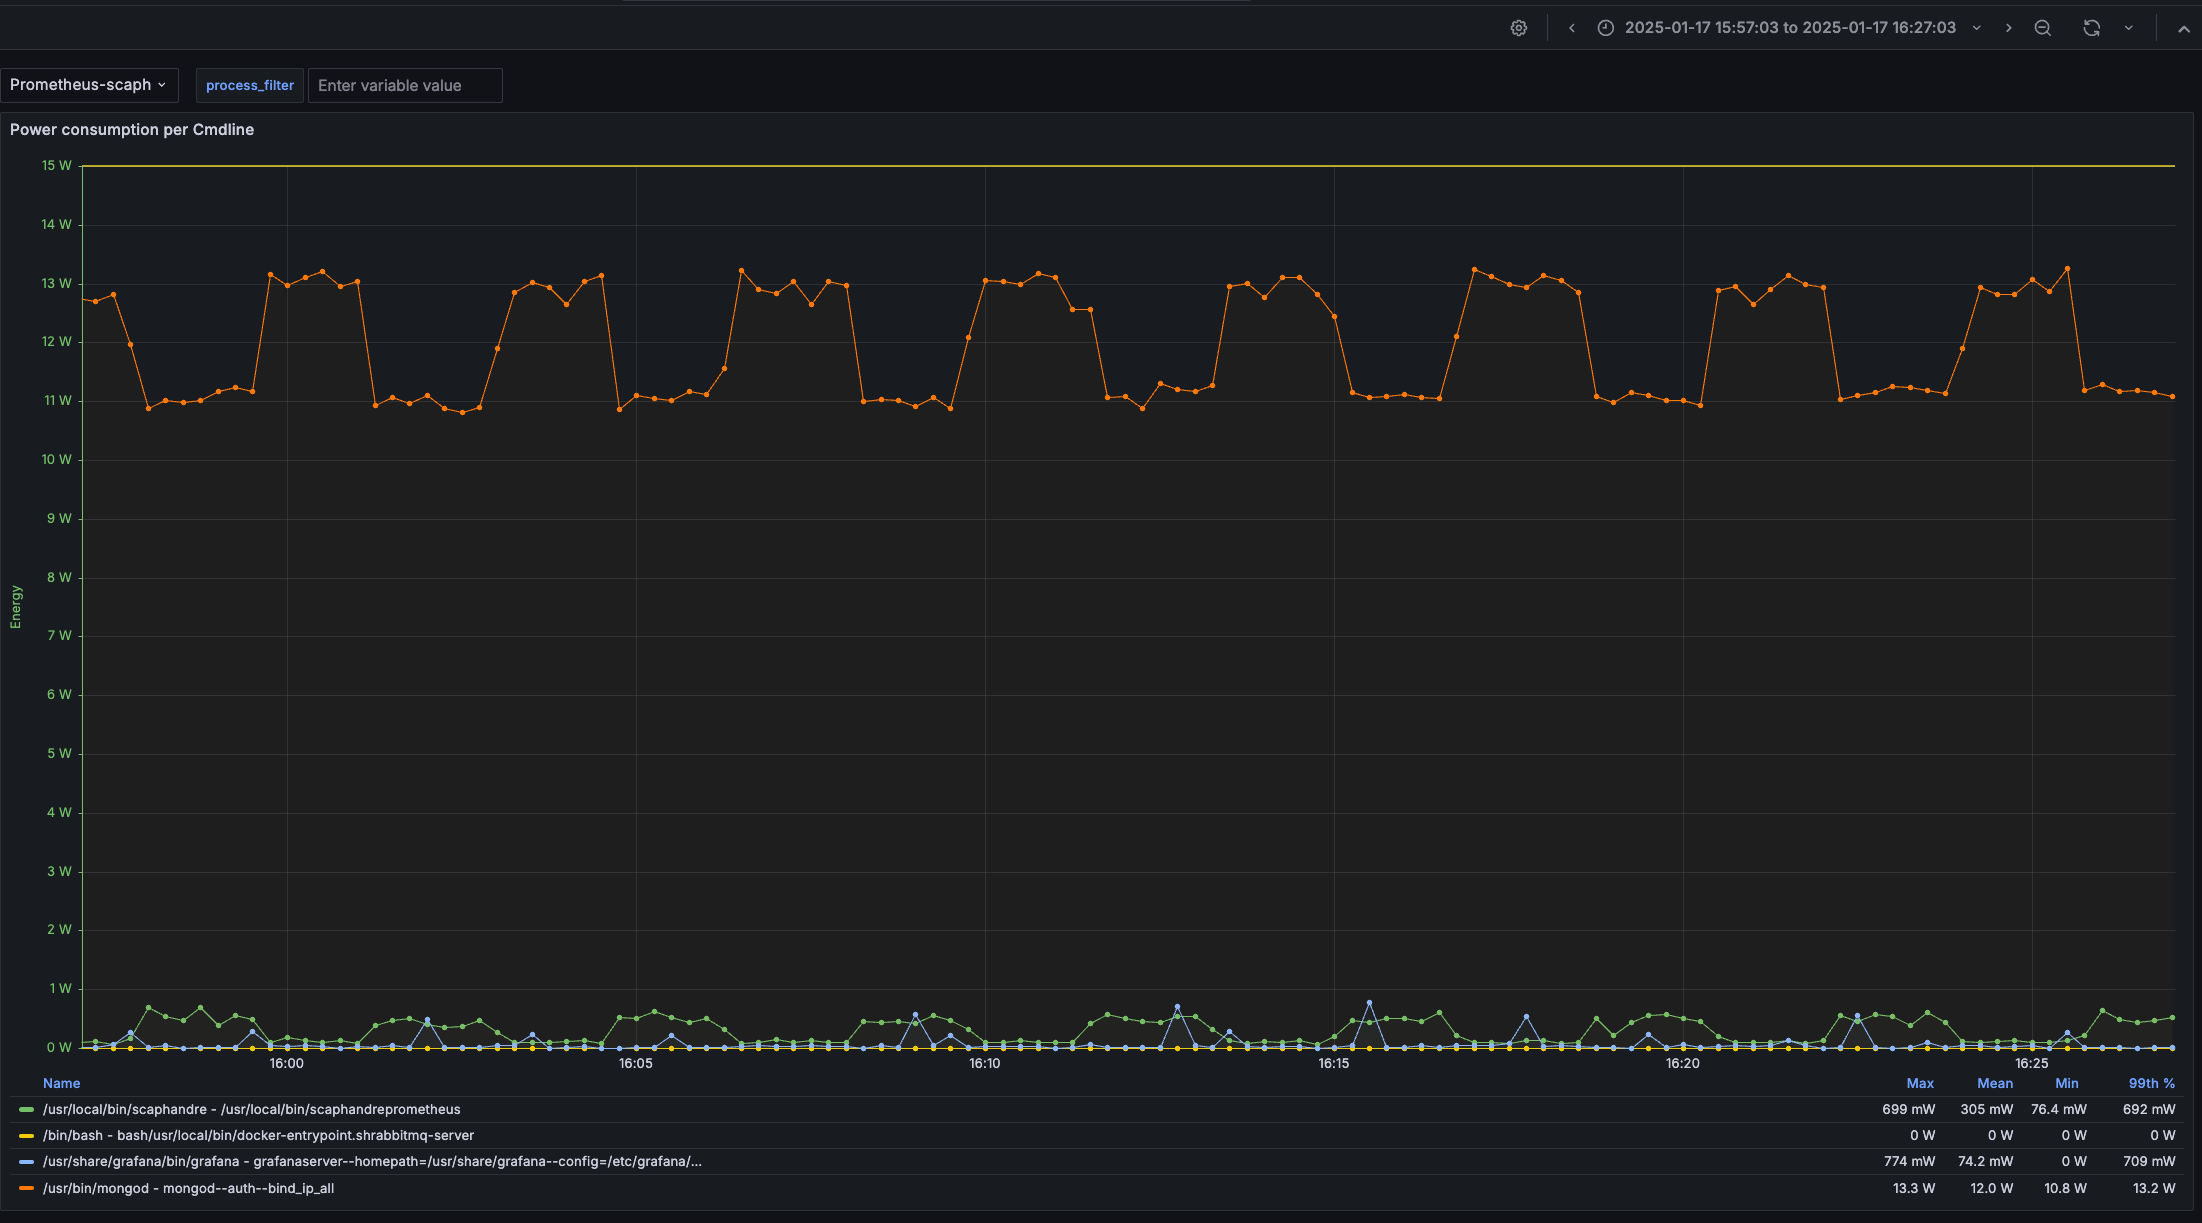 2025-01-17 15:57:03 to 2025-01-17 16:27:03
Prometheus-scaph process_filter Enter variable value
Power consumption per Cmdline
15 W
14 W
13 W
12 W
11 W
10 W
9 W
8 W
7 W
6 W
5 W
4 W
3 W
2 W
1 W
0 W
Energy
16:00 16:05 16:10 16:15 16:20 16:25
Name Max Mean Min 99th %
/usr/local/bin/scaphandre - /usr/local/bin/scaphandreprometheus 699 mW 305 mW 76.4 mW 692 mW
/bin/bash - bash/usr/local/bin/docker-entrypoint.shrabbitmq-server 0 W 0 W 0 W 0 W
/usr/share/grafana/bin/grafana - grafanaserver--homepath=/usr/share/grafana--config=/etc/grafana/... 774 mW 74.2 mW 0 W 709 mW
/usr/bin/mongod - mongod--auth--bind_ip_all 13.3 W 12.0 W 10.8 W 13.2 W